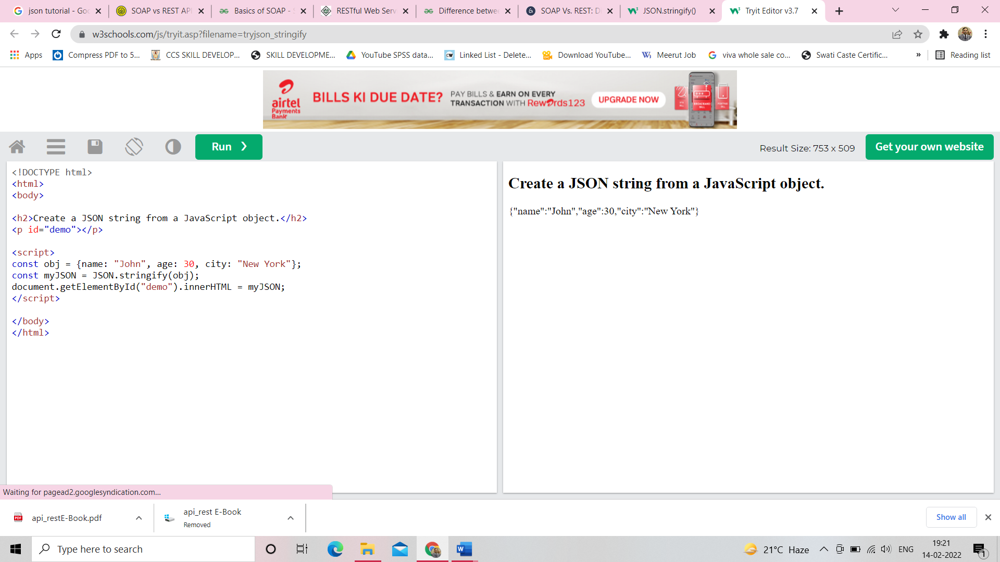 json tutorial - Goo
SOAP vs REST API
Basics of SOAP - S
RESTful Web Serv
Difference betwee
SOAP Vs. REST: D
JSON.stringify()
Tryit Editor v3.7
w3schools.com/js/tryit.asp?filename=tryjson_stringify
Apps
Compress PDF to 5...
CCS SKILL DEVELOP...
SKILL DEVELOPME...
YouTube SPSS data...
Linked List - Delete...
Download YouTube...
Meerut Job
viva whole sale co...
Swati Caste Certific...
»
Reading list
airtel
Payments
Bank
BILLS KI DUE DATE?
PAY BILLS & EARN ON EVERY
TRANSACTION WITH Rewards123
UPGRADE NOW
BROADBAND
BILL
Run ❯
Result Size: 753 x 509
Get your own website
<!DOCTYPE html>
<html>
<body>
<h2>Create a JSON string from a JavaScript object.</h2>
<p id="demo"></p>
<script>
const obj = {name: "John", age: 30, city: "New York"};
const myJSON = JSON.stringify(obj);
document.getElementById("demo").innerHTML = myJSON;
</script>
</body>
</html>
Create a JSON string from a JavaScript object.
{"name":"John","age":30,"city":"New York"}
Waiting for pagead2.googlesyndication.com...
PDF
api_restE-Book.pdf
api_rest E-Book
Removed
Show all
Type here to search
21°C Haze
ENG
19:21
14-02-2022
1